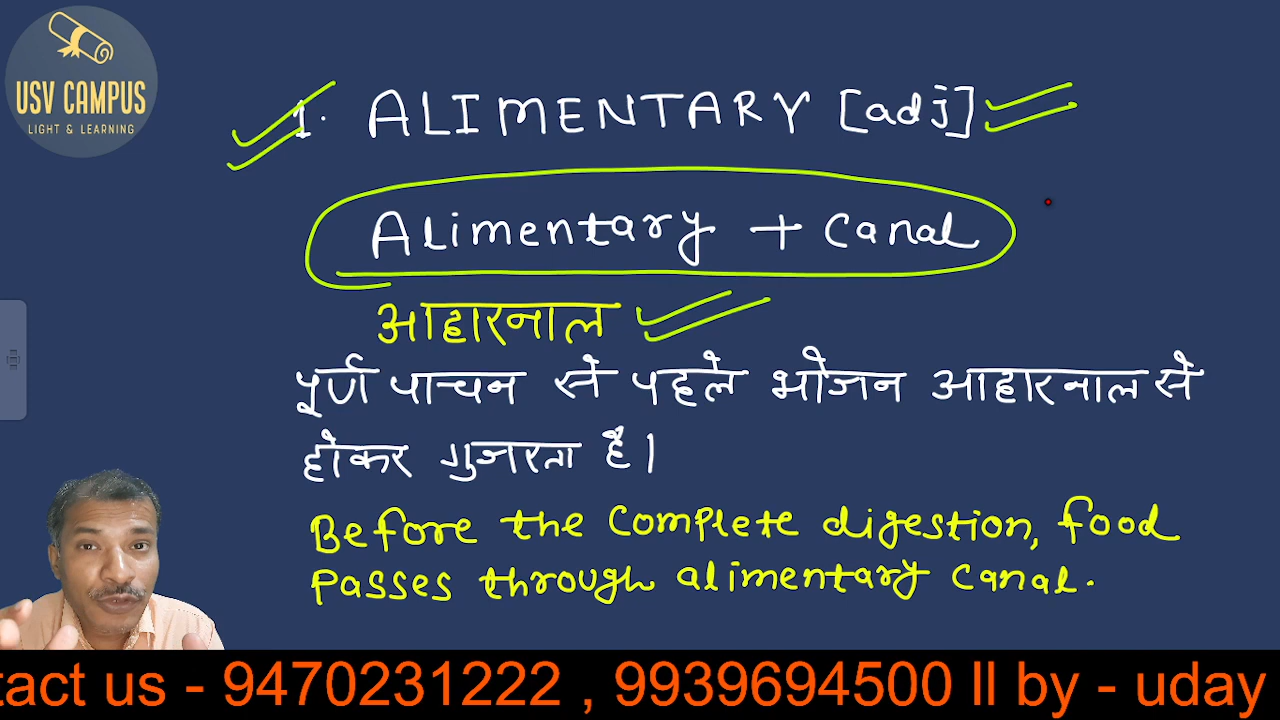 USV CAMPUS
LIGHT & LEARNING
1. ALIMENTARY [adj]
Alimentary + Canal
आहारनाल
पूर्ण पाचन से पहले भोजन आहारनाल से
होकर गुजरता है।
Before the complete digestion, food
passes through alimentary canal.
tact us - 9470231222 , 9939694500 ll by - uday